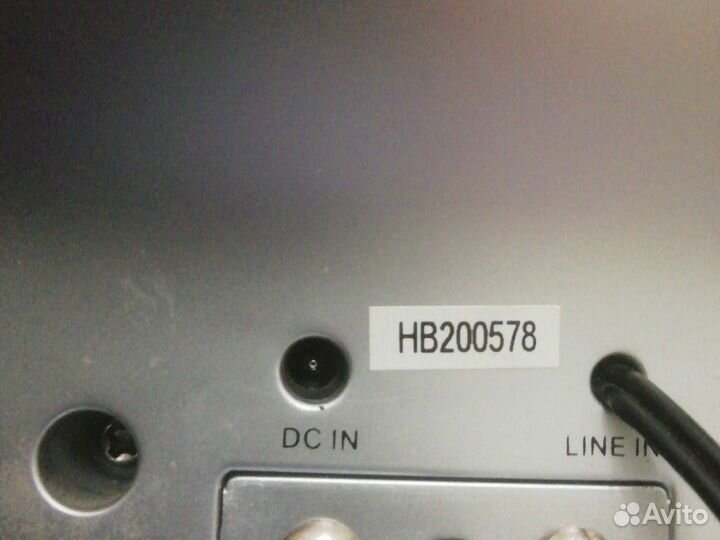 HB200578
DC IN
LINE IN
Avito